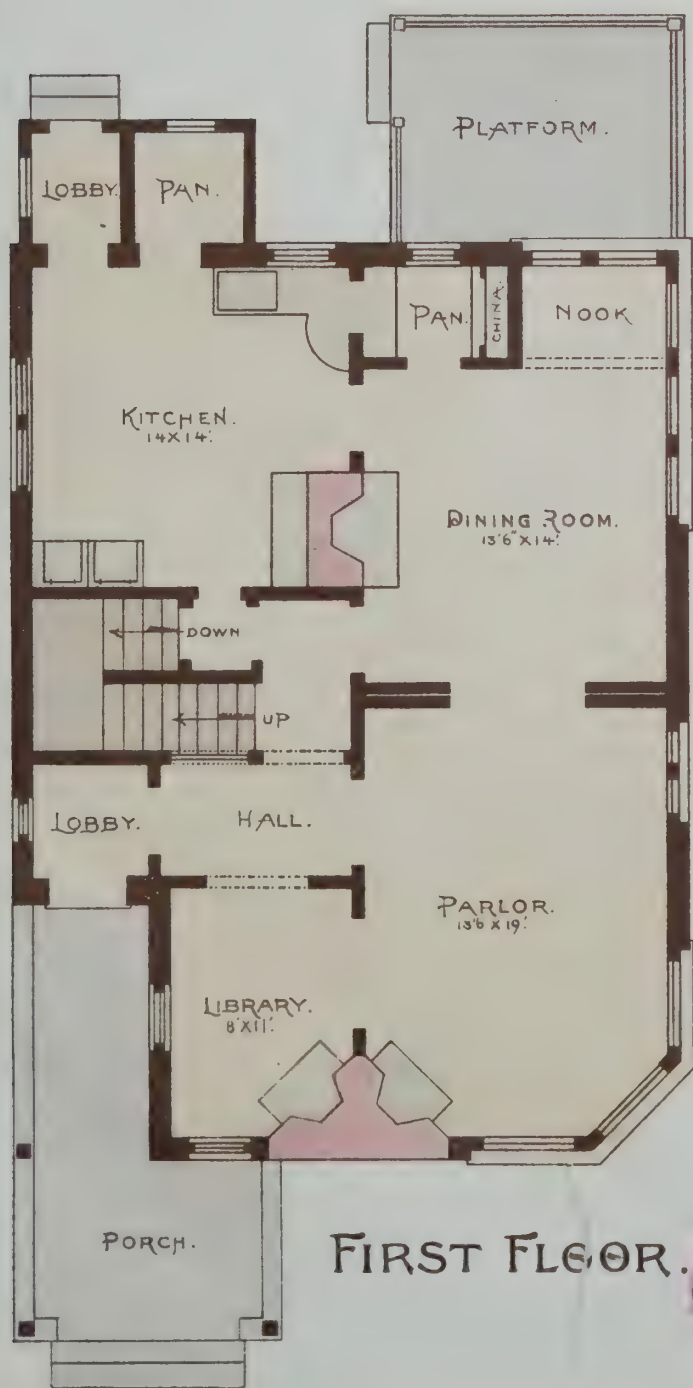 PLATFORM.
LOBBY.
PAN.
PAN.
CHINA.
NOOK
KITCHEN.
14X14'.
DINING ROOM.
13'6"X14'.
DOWN
UP
LOBBY.
HALL.
PARLOR.
13'6 X 19'.
LIBRARY.
8'X11'.
PORCH.
FIRST FLOOR.